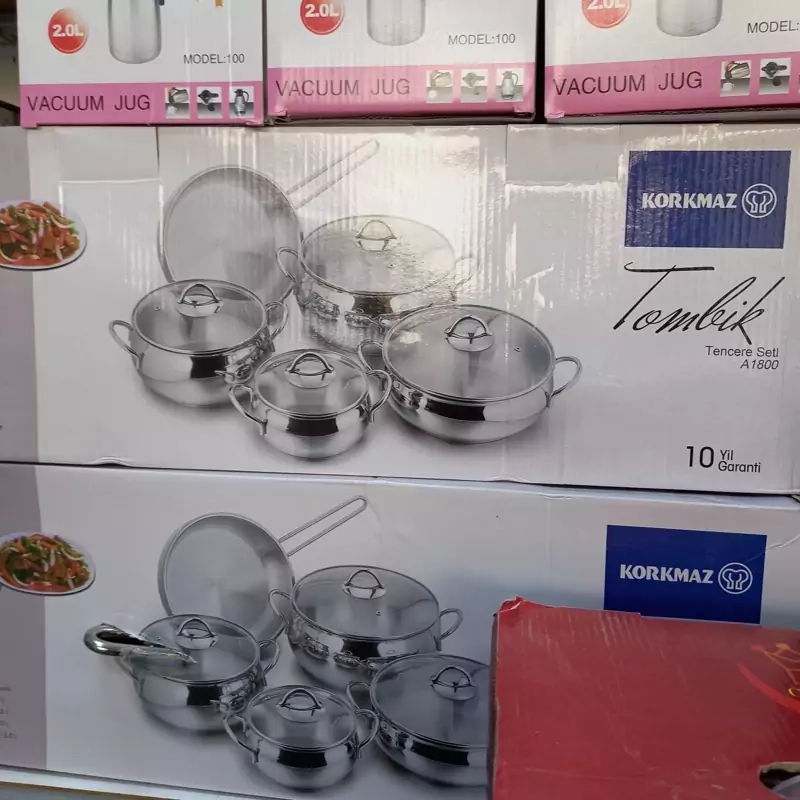 2.0L
MODEL:100
VACUUM JUG
2.0L
MODEL:100
VACUUM JUG
2.0L
MODEL:
VACUUM JUG
KORKMAZ
Tombik
Tencere Seti
A1800
10 Yıl
Garanti
KORKMAZ